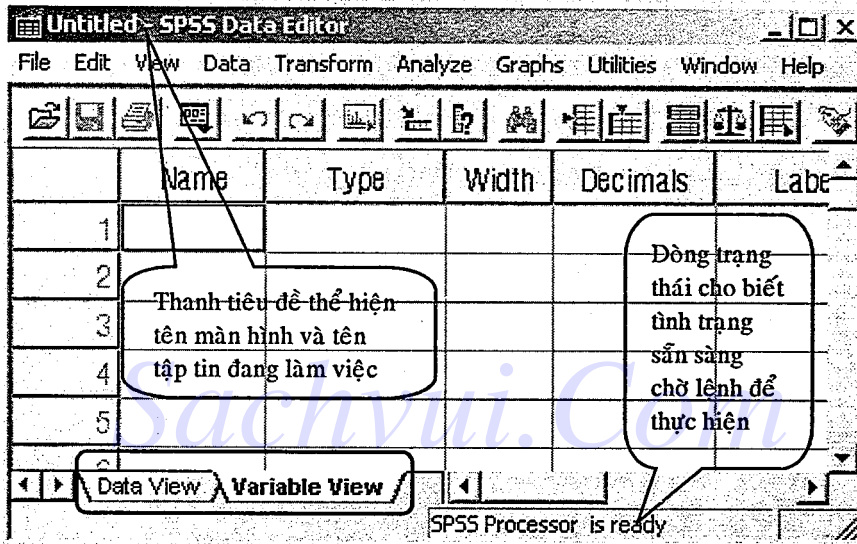 Untitled - SPSS Data Editor
File Edit View Data Transform Analyze Graphs Utilities Window Help
Name Type Width Decimals Labe
1
2
3
4
5
Thanh tiêu đề thể hiện
tên màn hình và tên
tập tin đang làm việc
Dòng trạng
thái cho biết
tình trạng
sẵn sàng
chờ lệnh để
thực hiện
Sachvui.Com
Data View Variable View
SPSS Processor is ready